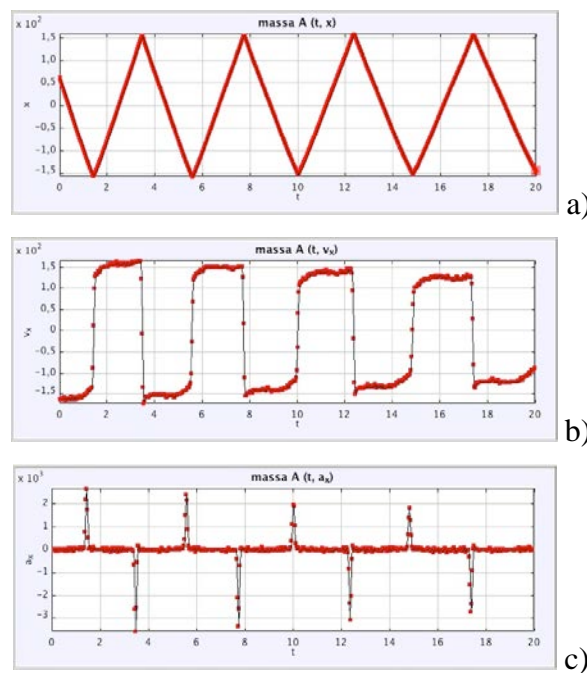 massa A (t, x)
x 10²
1,5
1,0
0,5
0
-0,5
-1,0
-1,5
x
0 2 4 6 8 10 12 14 16 18 20
t
a)
massa A (t, vₓ)
x 10²
1,5
1,0
0,5
0
-0,5
-1,0
-1,5
vₓ
0 2 4 6 8 10 12 14 16 18 20
t
b)
massa A (t, aₓ)
x 10³
2
1
0
-1
-2
-3
aₓ
0 2 4 6 8 10 12 14 16 18 20
t
c)